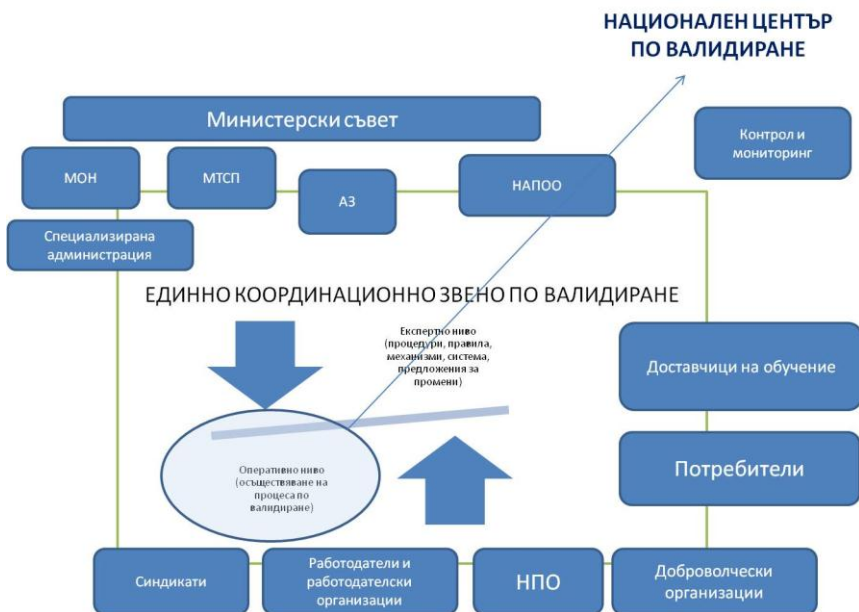 НАЦИОНАЛЕН ЦЕНТЪР
ПО ВАЛИДИРАНЕ
Министерски съвет
Контрол и
мониторинг
МОН
МТСП
АЗ
НАПОО
Специализирана
администрация
ЕДИННО КООРДИНАЦИОННО ЗВЕНО ПО ВАЛИДИРАНЕ
Експертно ниво
(процедури, правила,
механизми, система,
предложения за
промени)
Доставчици на обучение
Оперативно ниво
(осъществяване на
процеса по
валидиране)
Потребители
Синдикати
Работодатели и
работодателски
организации
НПО
Доброволчески
организации